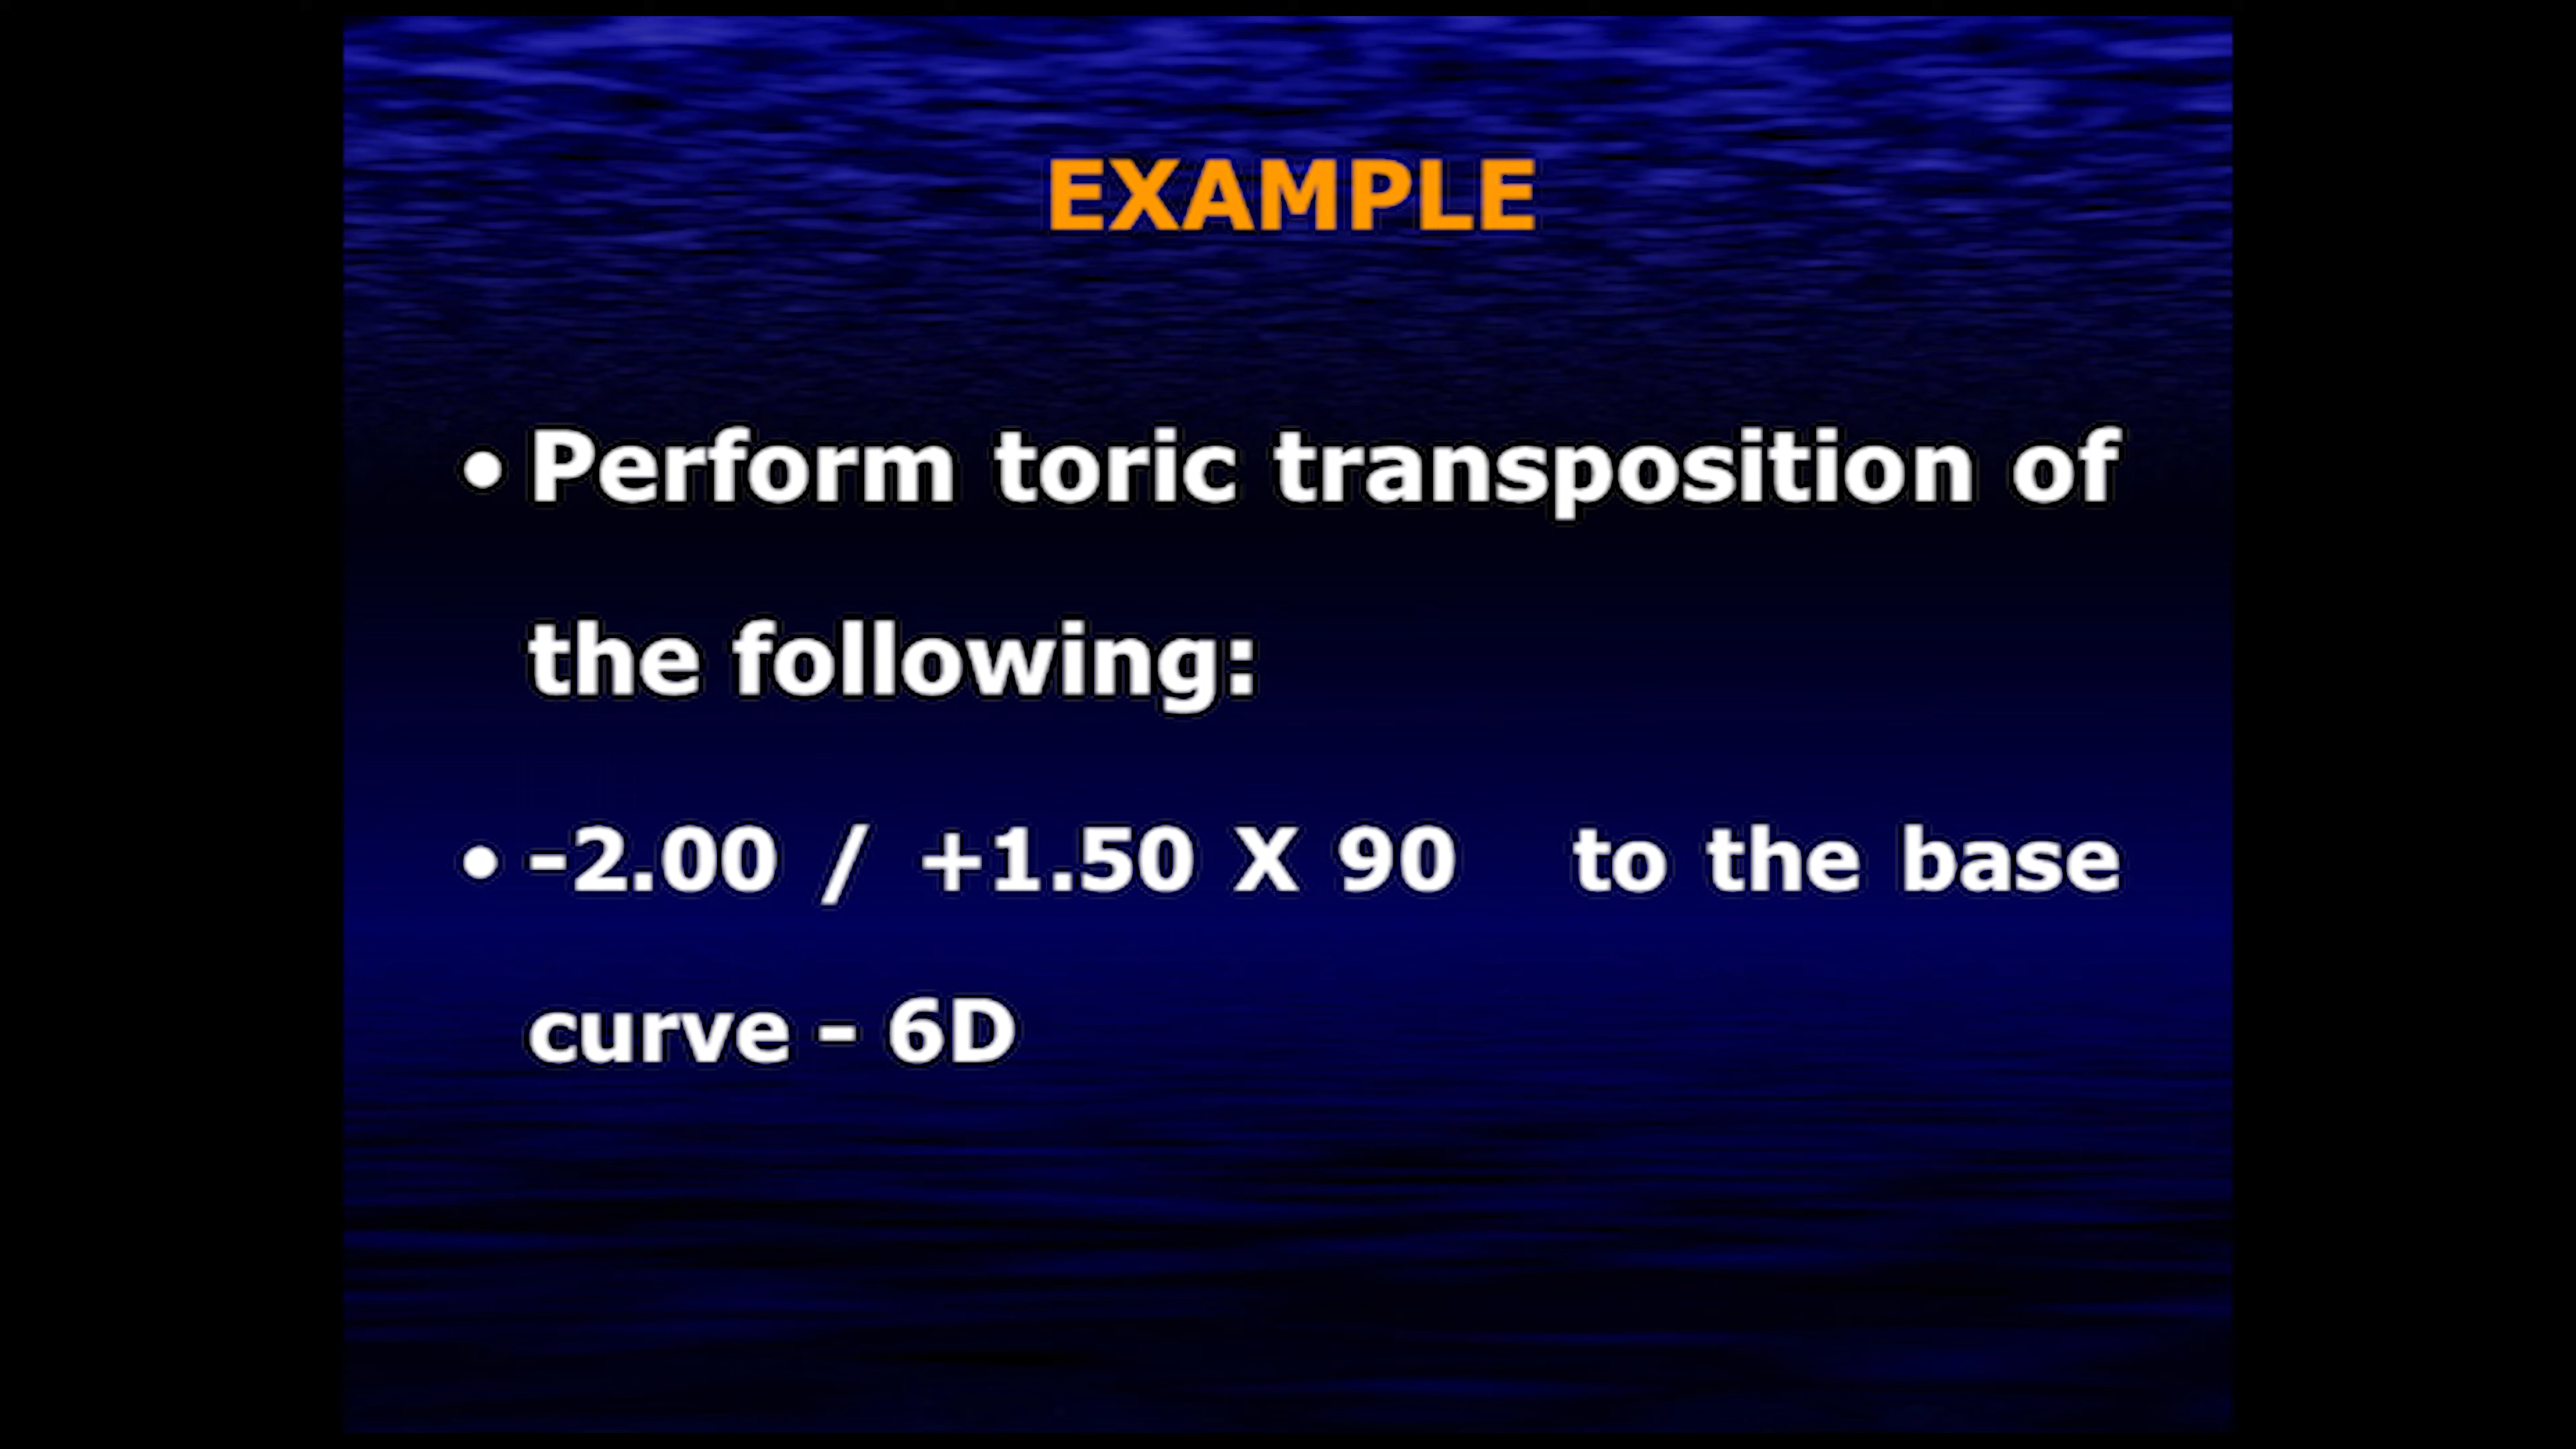 EXAMPLE
• Perform toric transposition of
the following:
• -2.00 / +1.50 X 90 to the base
curve – 6D